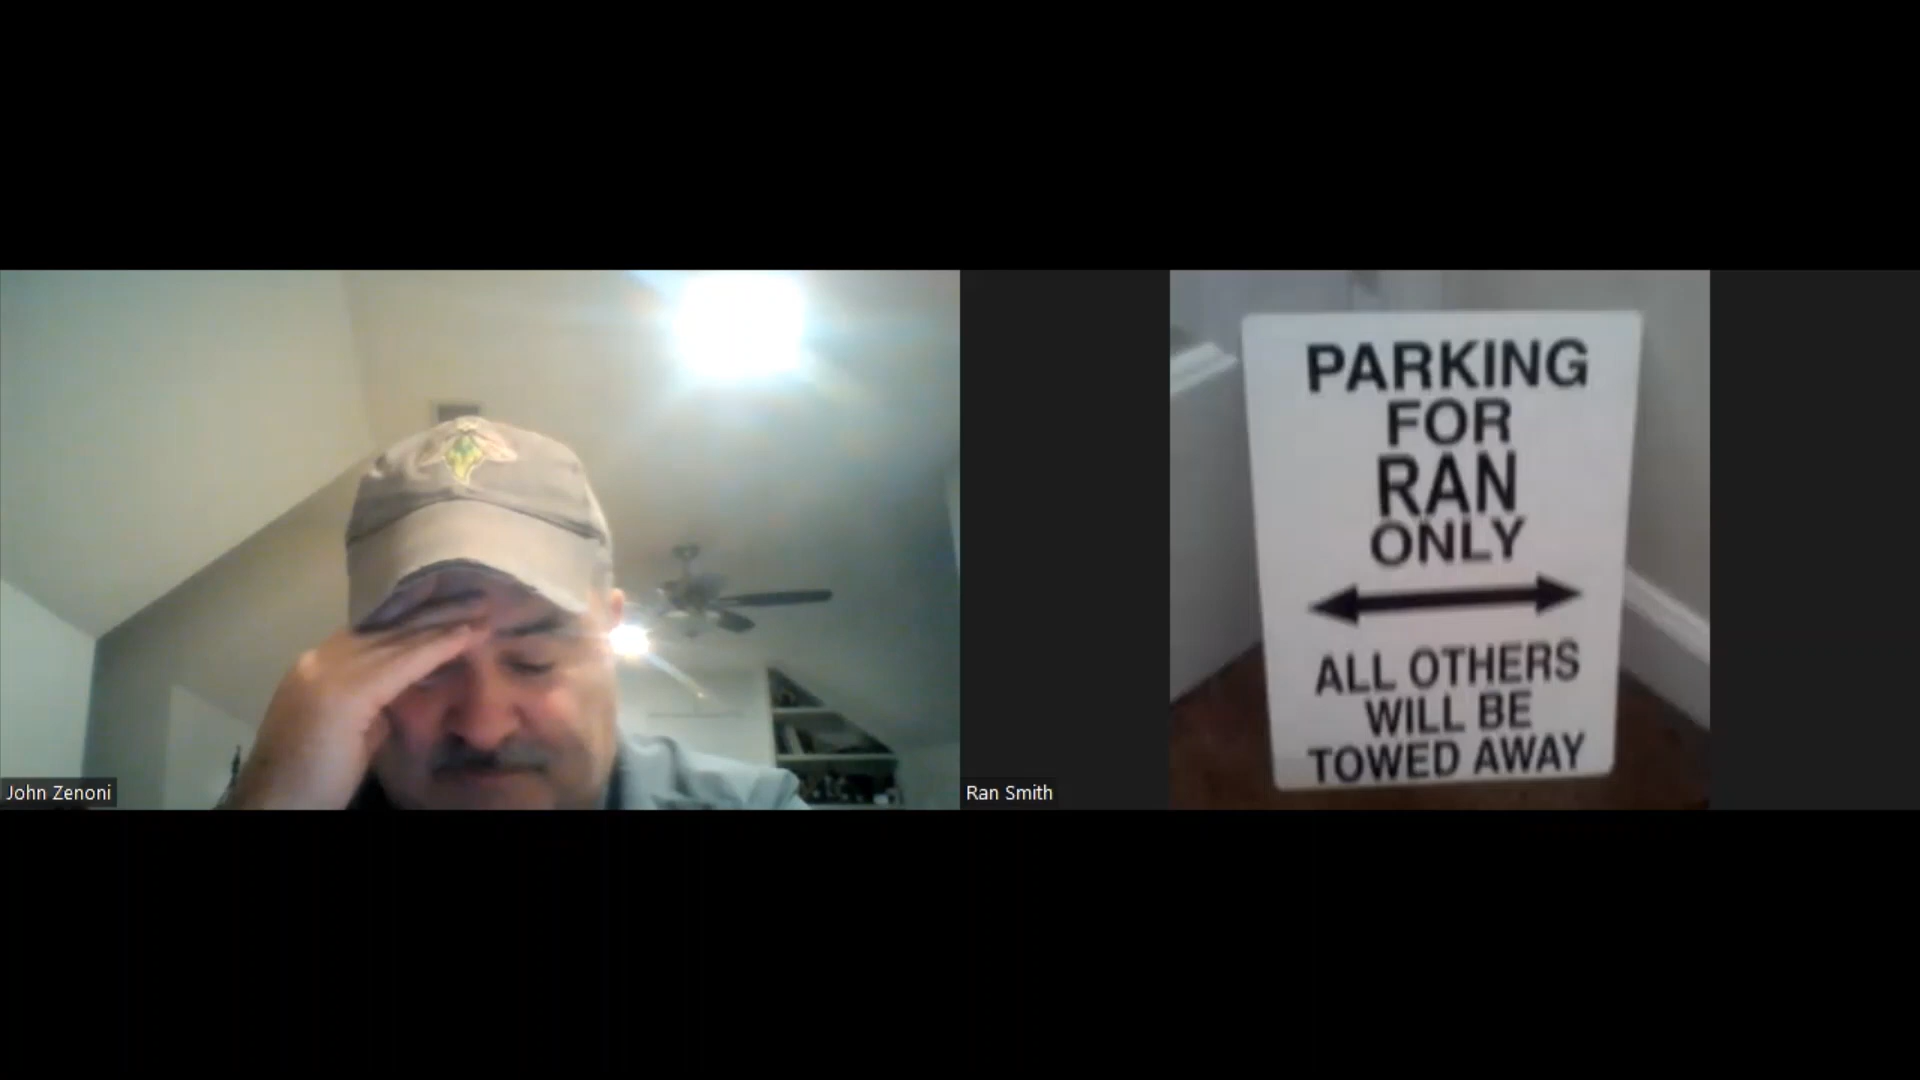 John Zenoni
PARKING
FOR
RAN
ONLY
ALL OTHERS
WILL BE
TOWED AWAY
Ran Smith